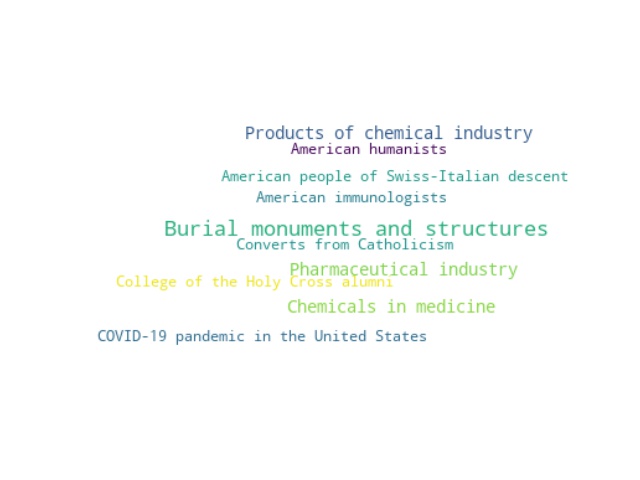 Products of chemical industry
American humanists
American people of Swiss-Italian descent
American immunologists
Burial monuments and structures
Converts from Catholicism
Pharmaceutical industry
College of the Holy Cross alumni
Chemicals in medicine
COVID-19 pandemic in the United States